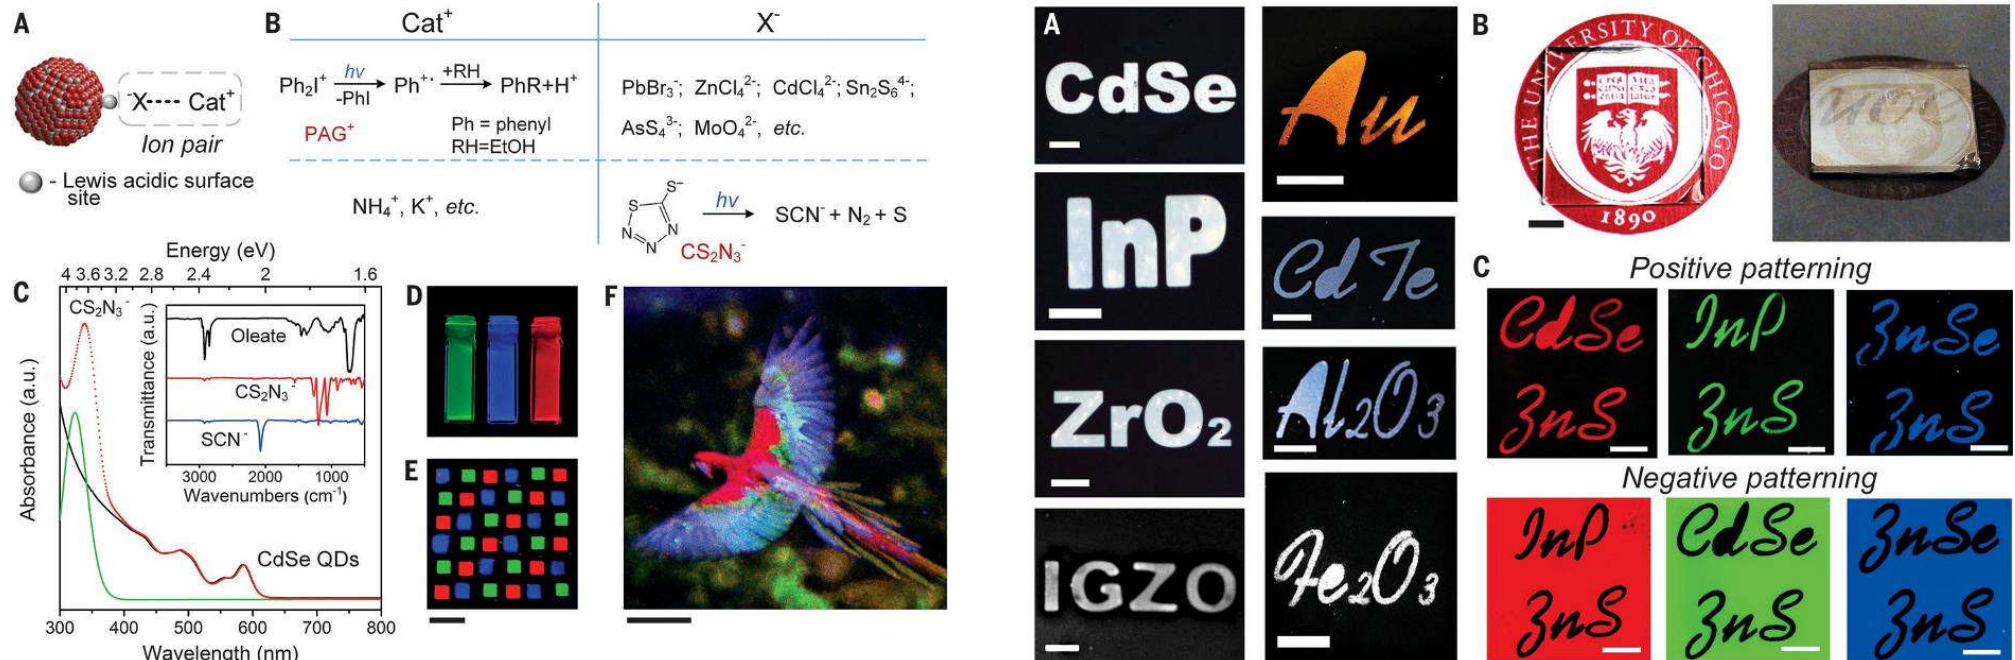 A
⁻X Cat⁺
Ion pair
- Lewis acidic surface
site
B
Cat⁺
X⁻
Ph₂I⁺ hν -PhI Ph⁺· +RH PhR+H⁺
PAG⁺
Ph = phenyl
RH=EtOH
PbBr₃⁻; ZnCl₄²⁻; CdCl₄²⁻; Sn₂S₆⁴⁻;
AsS₄³⁻; MoO₄²⁻, etc.
NH₄⁺, K⁺, etc.
S⁻
S N N N
hν
SCN⁻ + N₂ + S
CS₂N₃⁻
C
Energy (eV)
4 3.6 3.2 2.8 2.4 2 1.6
CS₂N₃⁻
Absorbance (a.u.)
Transmittance (a.u.)
Oleate
CS₂N₃⁻
SCN⁻
3000 2000 1000
Wavenumbers (cm⁻¹)
CdSe QDs
300 400 500 600 700 800
Wavelength (nm)
D
E
F
A
CdSe
InP
ZrO₂
IGZO
Au
CdTe
Al₂O₃
Fe₂O₃
B
THE UNIVERSITY OF CHICAGO
1890
C
Positive patterning
CdSe
ZnS
InP
ZnS
ZnSe
ZnS
Negative patterning
InP
ZnS
CdSe
ZnS
ZnSe
ZnS